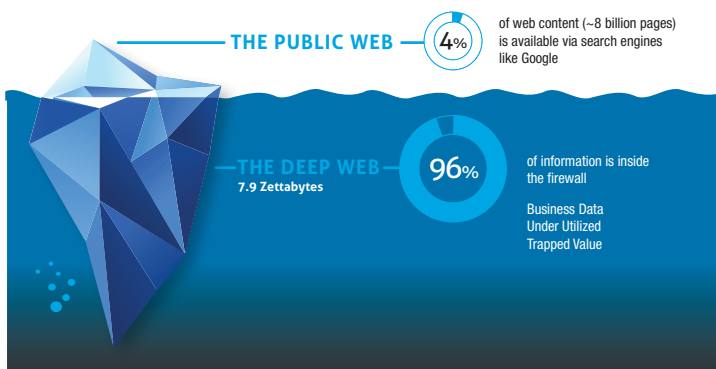 THE PUBLIC WEB
4%
of web content (~8 billion pages)
is available via search engines
like Google
THE DEEP WEB
7.9 Zettabytes
96%
of information is inside
the firewall
Business Data
Under Utilized
Trapped Value